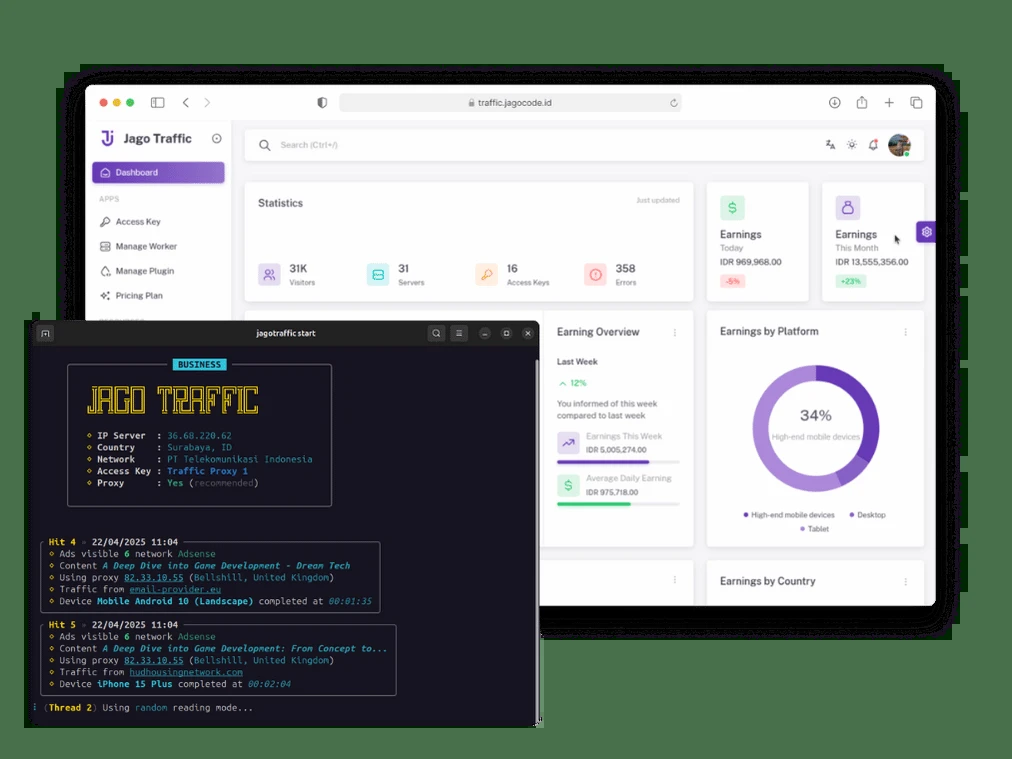 traffic.jagocode.id
Jago Traffic
Search (Ctrl+/)
Dashboard
APPS
Access Key
Manage Worker
Manage Plugin
Pricing Plan
Statistics
Just updated
31K
Visitors
31
Servers
16
Access Keys
358
Errors
Earnings
Today
IDR 969,968.00
-5%
Earnings
This Month
IDR 13,555,356.00
+23%
Earning Overview
Last Week
12%
You informed of this week
compared to last week
Earnings This Week
IDR 5,005,274.00
Average Daily Earning
IDR 975,718.00
Earnings by Platform
34%
High-end mobile devices
High-end mobile devices
Desktop
Tablet
Earnings by Country
jagotraffic start
BUSINESS
JAGO TRAFFIC
IP Server : 36.68.220.62
Country : Surabaya, ID
Network : PT Telekomunikasi Indonesia
Access Key : Traffic Proxy 1
Proxy : Yes (recommended)
Hit 4 - 22/04/2025 11:04
Ads visible 6 network Adsense
Content A Deep Dive into Game Development - Dream Tech
Using proxy 82.33.10.55 (Bellshill, United Kingdom)
Traffic from email-provider.eu
Device Mobile Android 10 (Landscape) completed at 00:01:35
Hit 5 - 22/04/2025 11:04
Ads visible 6 network Adsense
Content A Deep Dive into Game Development: From Concept to...
Using proxy 82.33.10.55 (Bellshill, United Kingdom)
Traffic from hudhousingnetwork.com
Device iPhone 15 Plus completed at 00:02:04
(Thread 2) Using random reading mode...